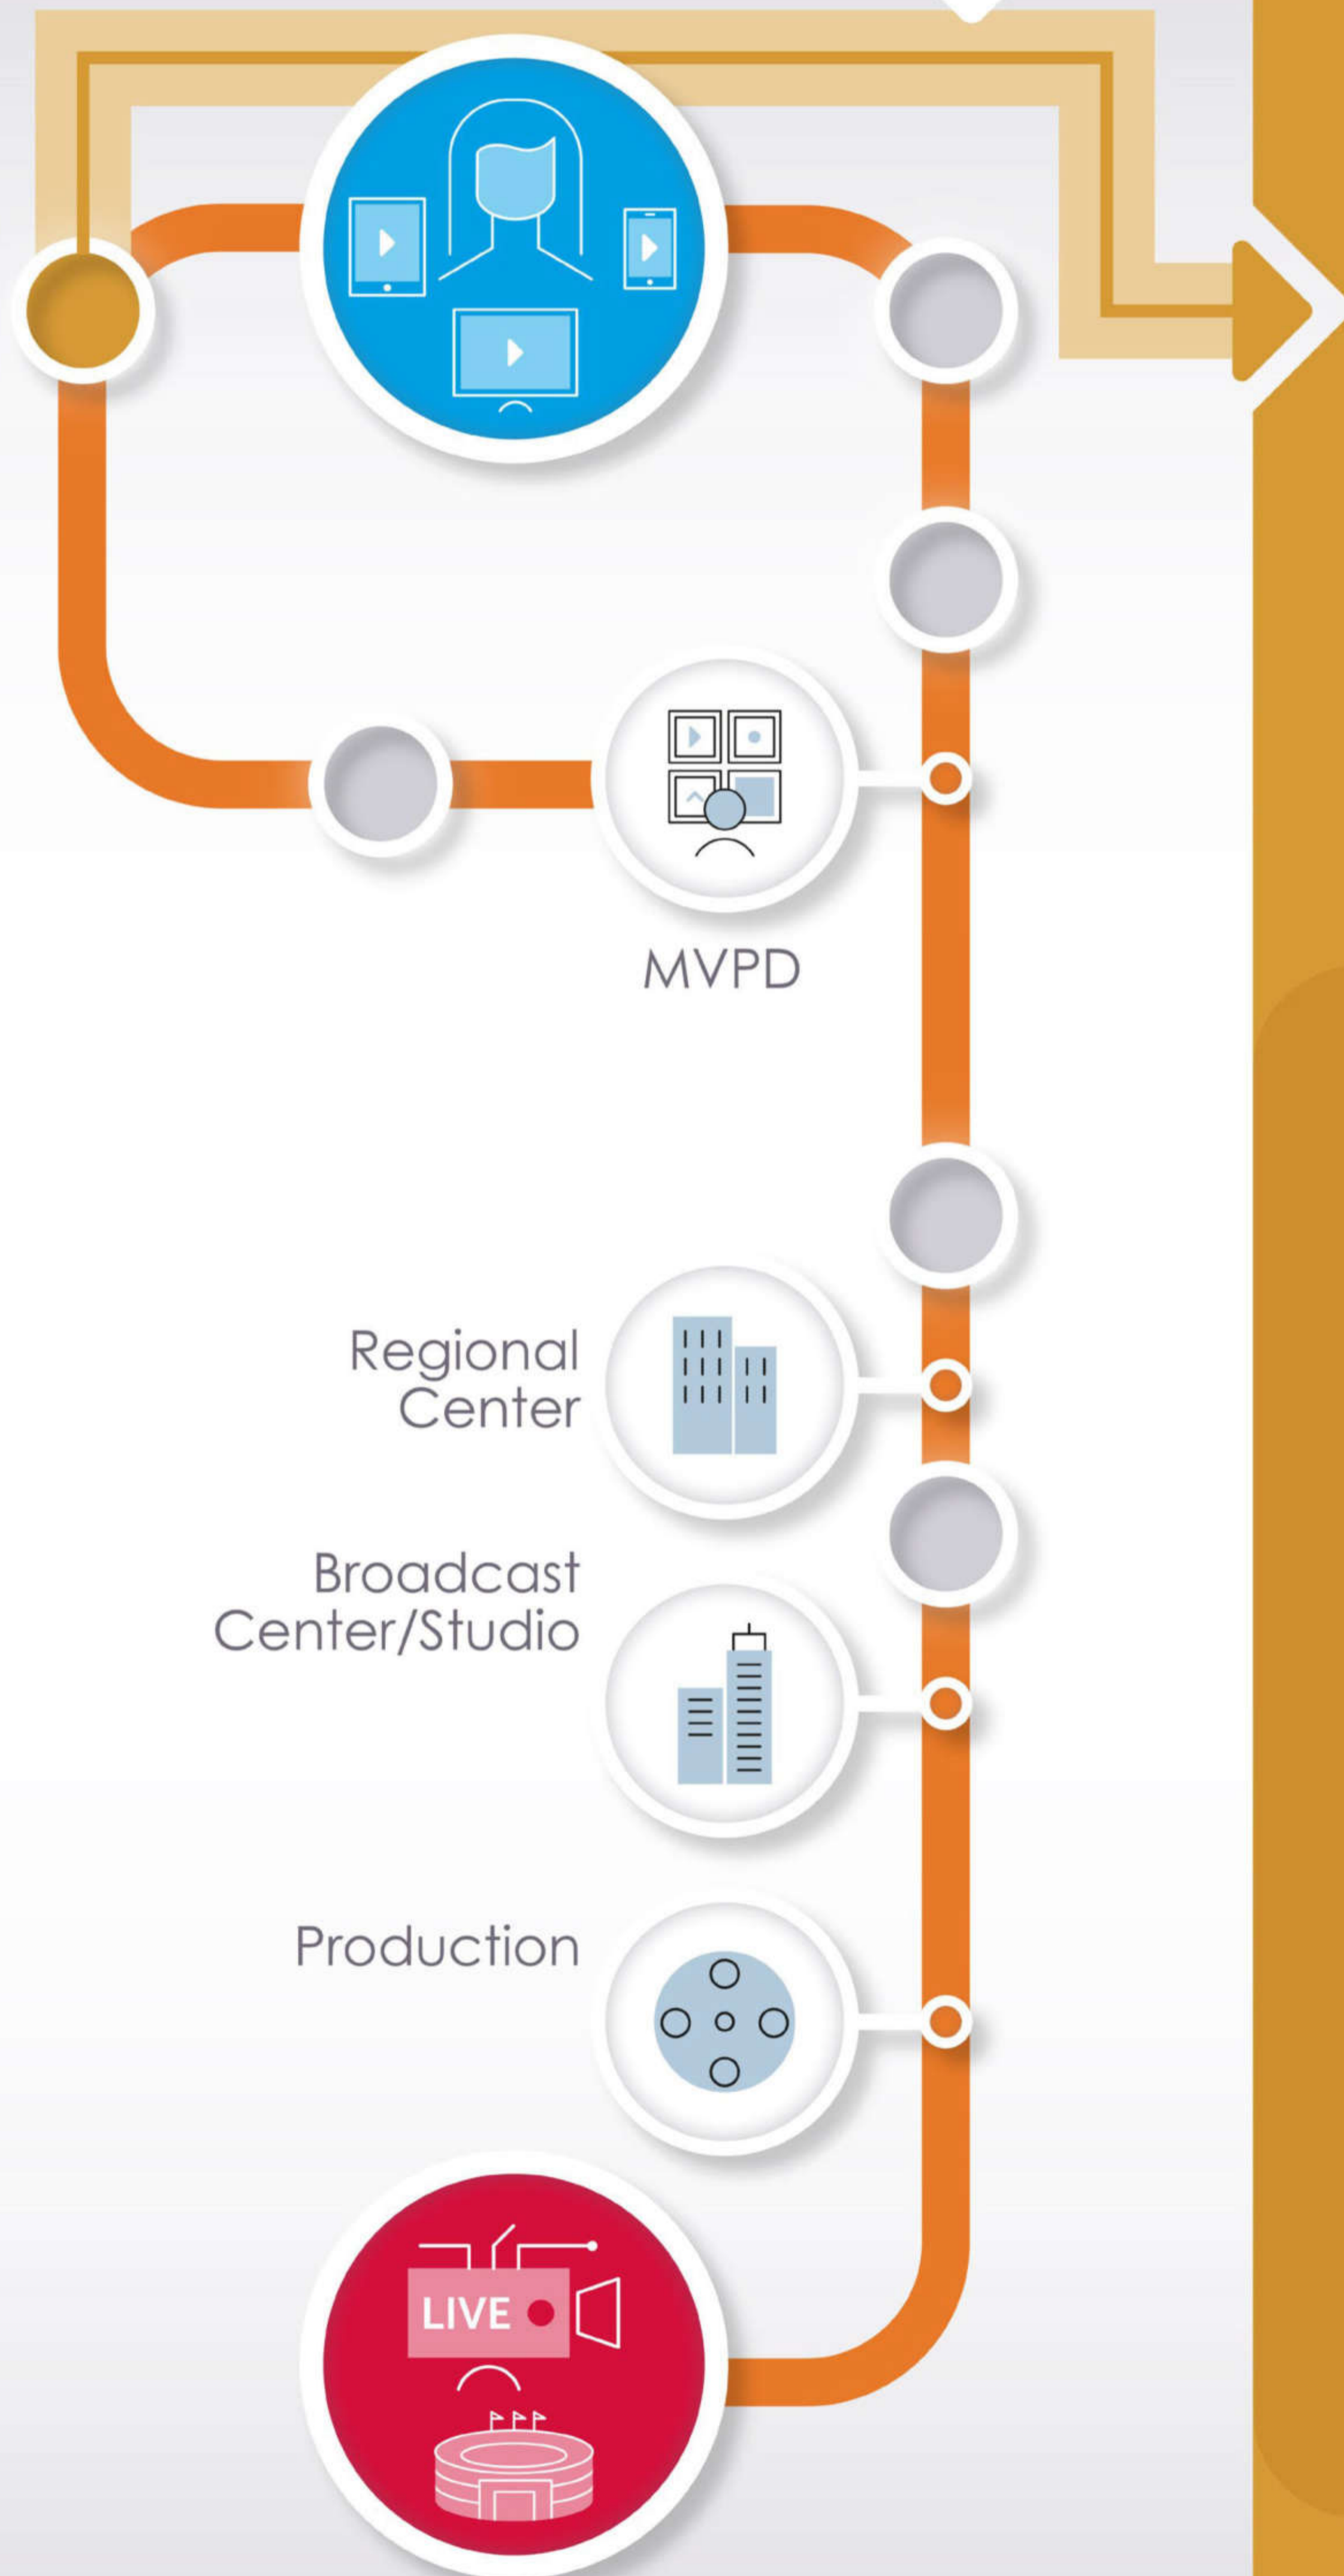 MVPD
Regional
Center
Broadcast
Center/Studio
Production
LIVE